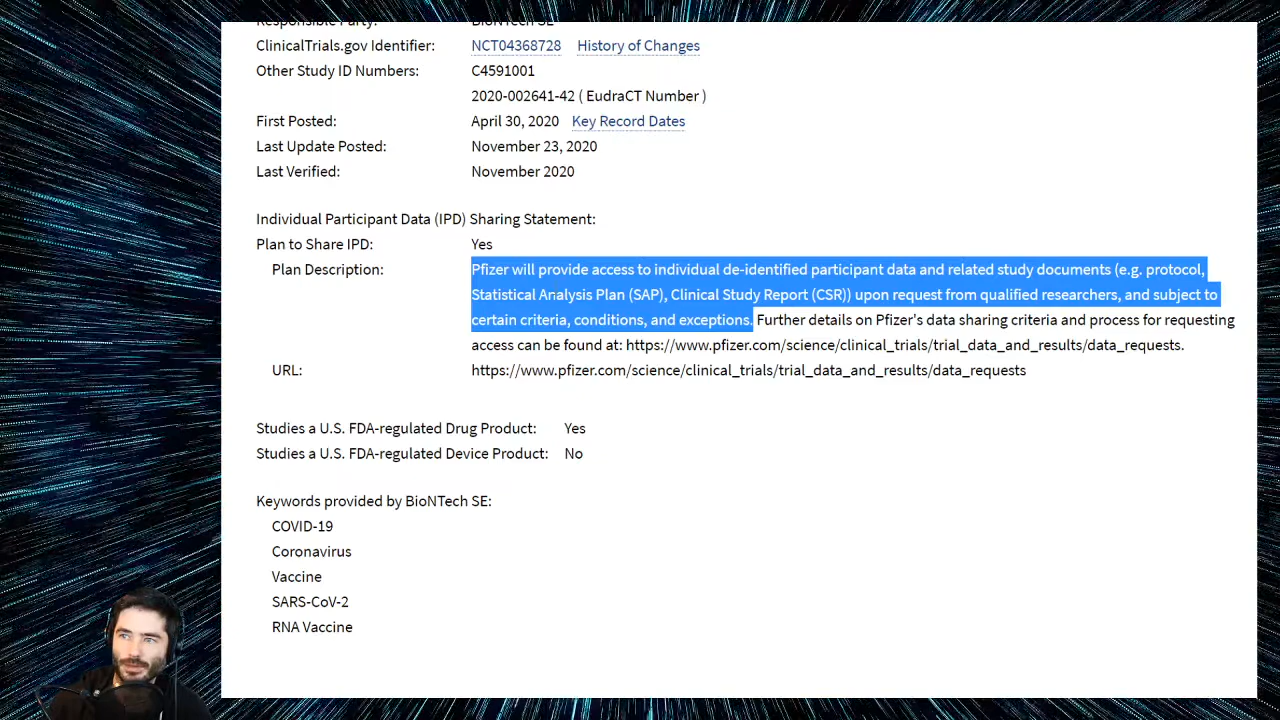 Responsible Party: BioNTech SE
ClinicalTrials.gov Identifier: NCT04368728 History of Changes
Other Study ID Numbers: C4591001
2020-002641-42 ( EudraCT Number )
First Posted: April 30, 2020 Key Record Dates
Last Update Posted: November 23, 2020
Last Verified: November 2020
Individual Participant Data (IPD) Sharing Statement:
Plan to Share IPD: Yes
Plan Description: Pfizer will provide access to individual de-identified participant data and related study documents (e.g. protocol,
Statistical Analysis Plan (SAP), Clinical Study Report (CSR)) upon request from qualified researchers, and subject to
certain criteria, conditions, and exceptions. Further details on Pfizer's data sharing criteria and process for requesting
access can be found at: https://www.pfizer.com/science/clinical_trials/trial_data_and_results/data_requests.
URL: https://www.pfizer.com/science/clinical_trials/trial_data_and_results/data_requests
Studies a U.S. FDA-regulated Drug Product: Yes
Studies a U.S. FDA-regulated Device Product: No
Keywords provided by BioNTech SE:
COVID-19
Coronavirus
Vaccine
SARS-CoV-2
RNA Vaccine